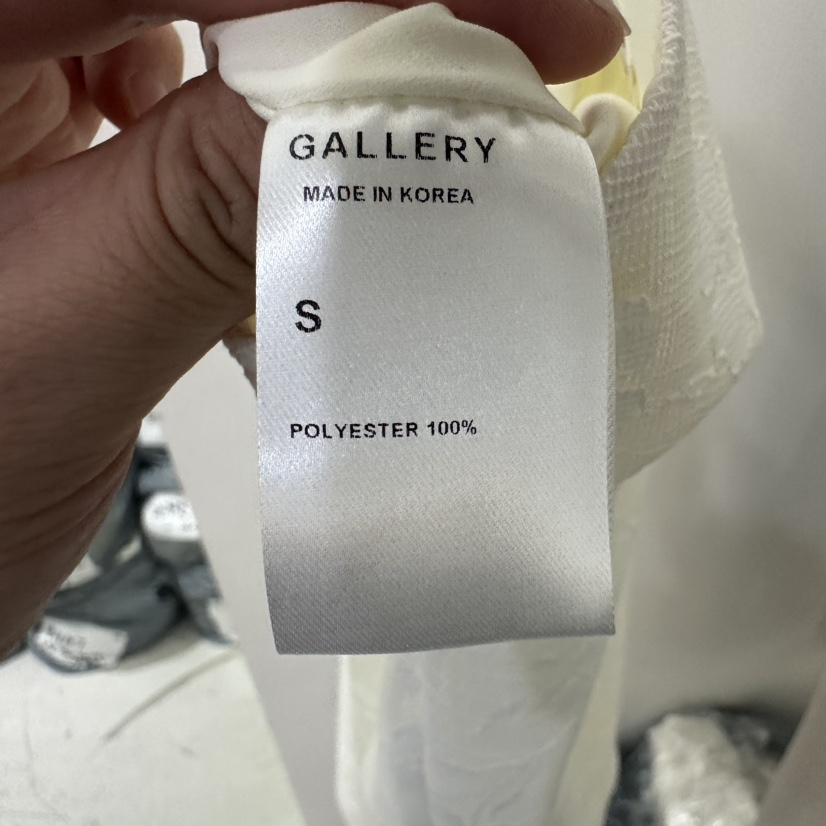 GALLERY
MADE IN KOREA
S
POLYESTER 100%